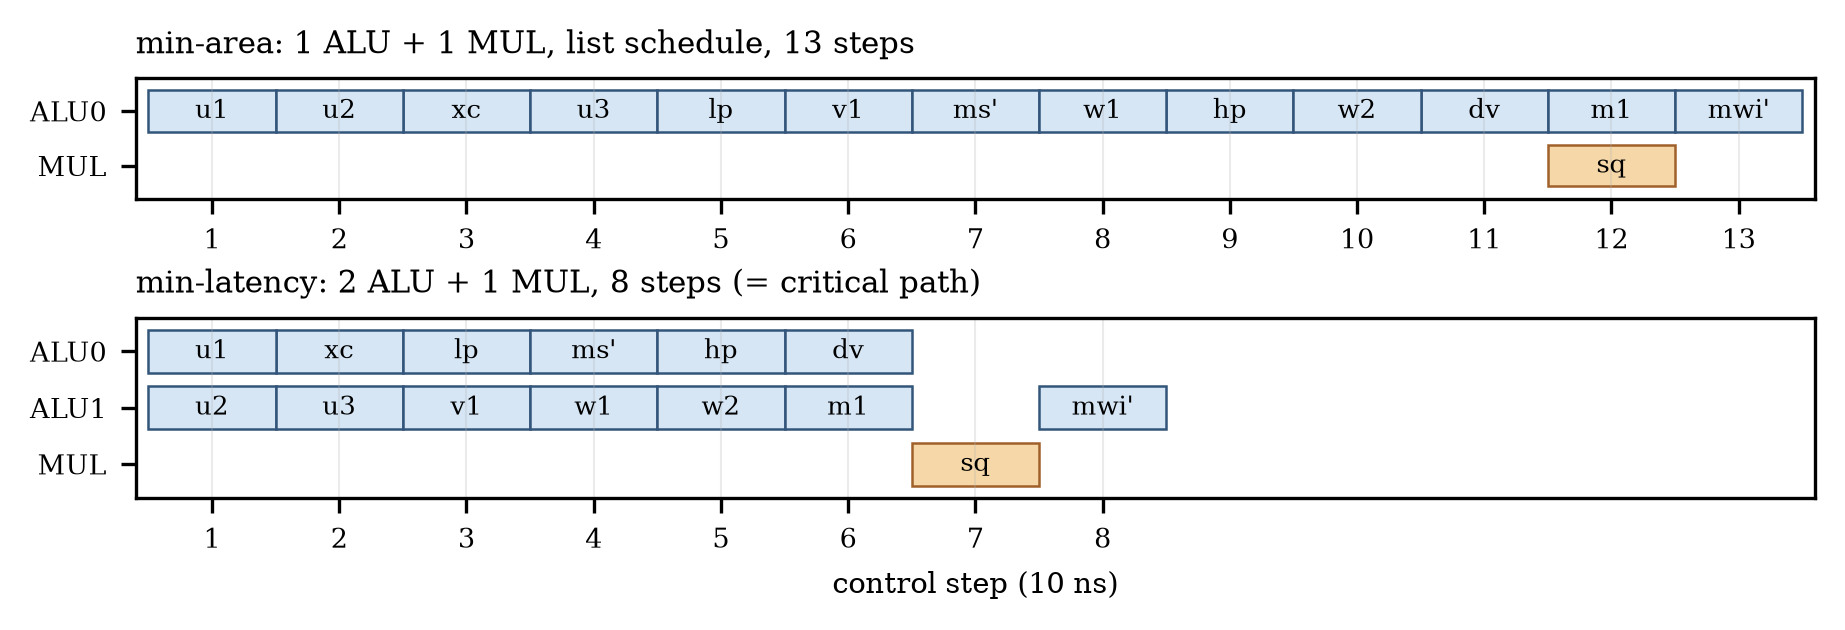 min-area: 1 ALU + 1 MUL, list schedule, 13 steps
ALU0 u1 u2 xc u3 lp v1 ms' w1 hp w2 dv m1 mwi'
MUL sq
1 2 3 4 5 6 7 8 9 10 11 12 13
min-latency: 2 ALU + 1 MUL, 8 steps (= critical path)
ALU0 u1 xc lp ms' hp dv
ALU1 u2 u3 v1 w1 w2 m1 mwi'
MUL sq
1 2 3 4 5 6 7 8
control step (10 ns)